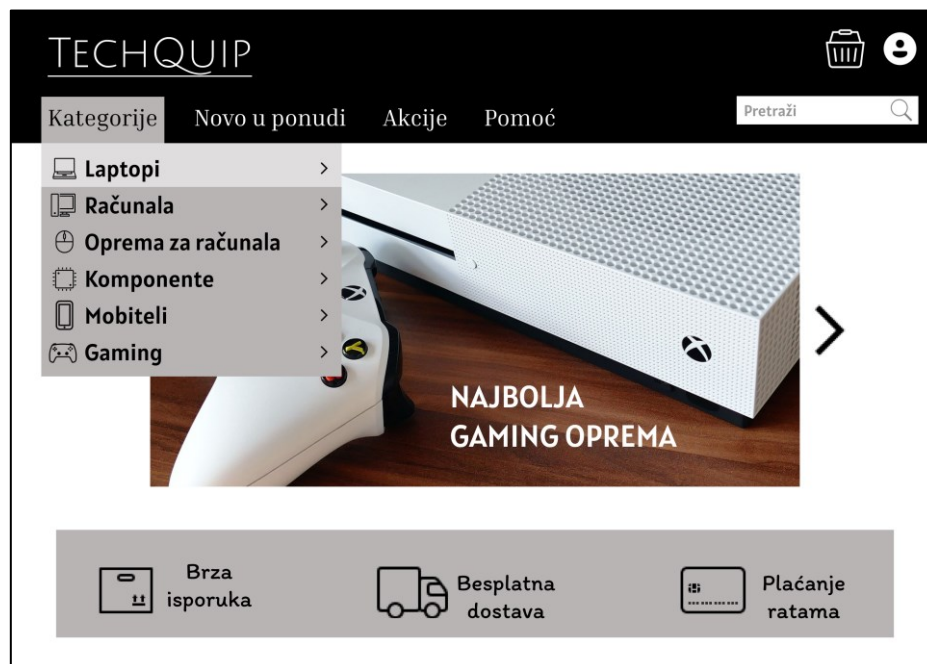 TECHQUIP
Kategorije Novo u ponudi Akcije Pomoć Pretraži
Laptopi
Računala
Oprema za računala
Komponente
Mobiteli
Gaming
NAJBOLJA
GAMING OPREMA
Brza
isporuka
Besplatna
dostava
Plaćanje
ratama